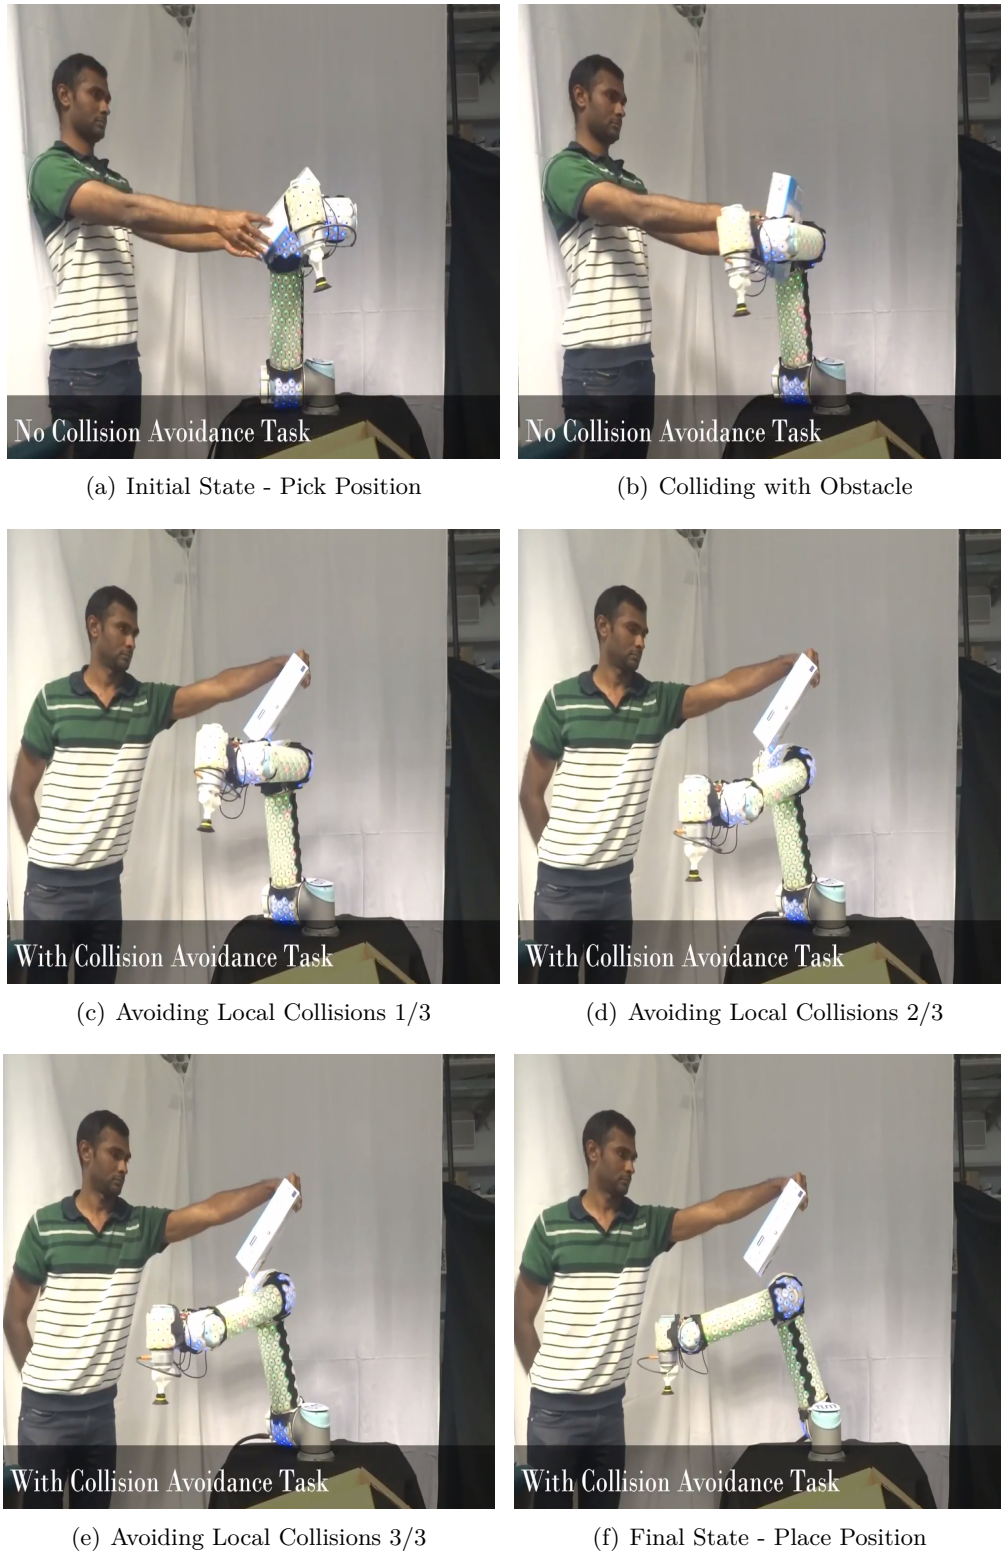 No Collision Avoidance Task
No Collision Avoidance Task
(a) Initial State - Pick Position
(b) Colliding with Obstacle
With Collision Avoidance Task
With Collision Avoidance Task
(c) Avoiding Local Collisions 1/3
(d) Avoiding Local Collisions 2/3
With Collision Avoidance Task
With Collision Avoidance Task
(e) Avoiding Local Collisions 3/3
(f) Final State - Place Position